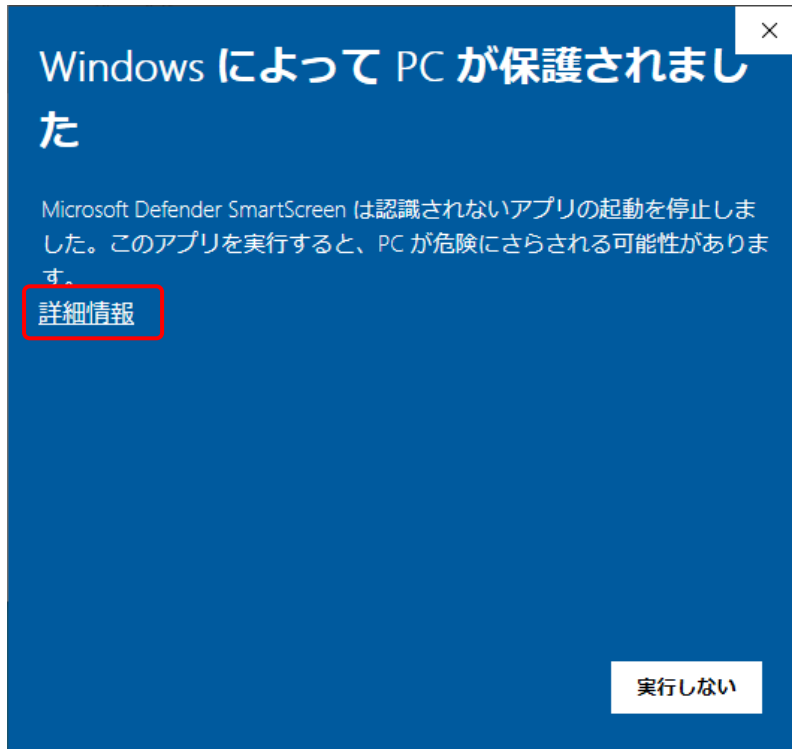 Windows によって PC が保護されまし
た
Microsoft Defender SmartScreen は認識されないアプリの起動を停止しま
した。このアプリを実行すると、PC が危険にさらされる可能性がありま
す。
詳細情報
実行しない